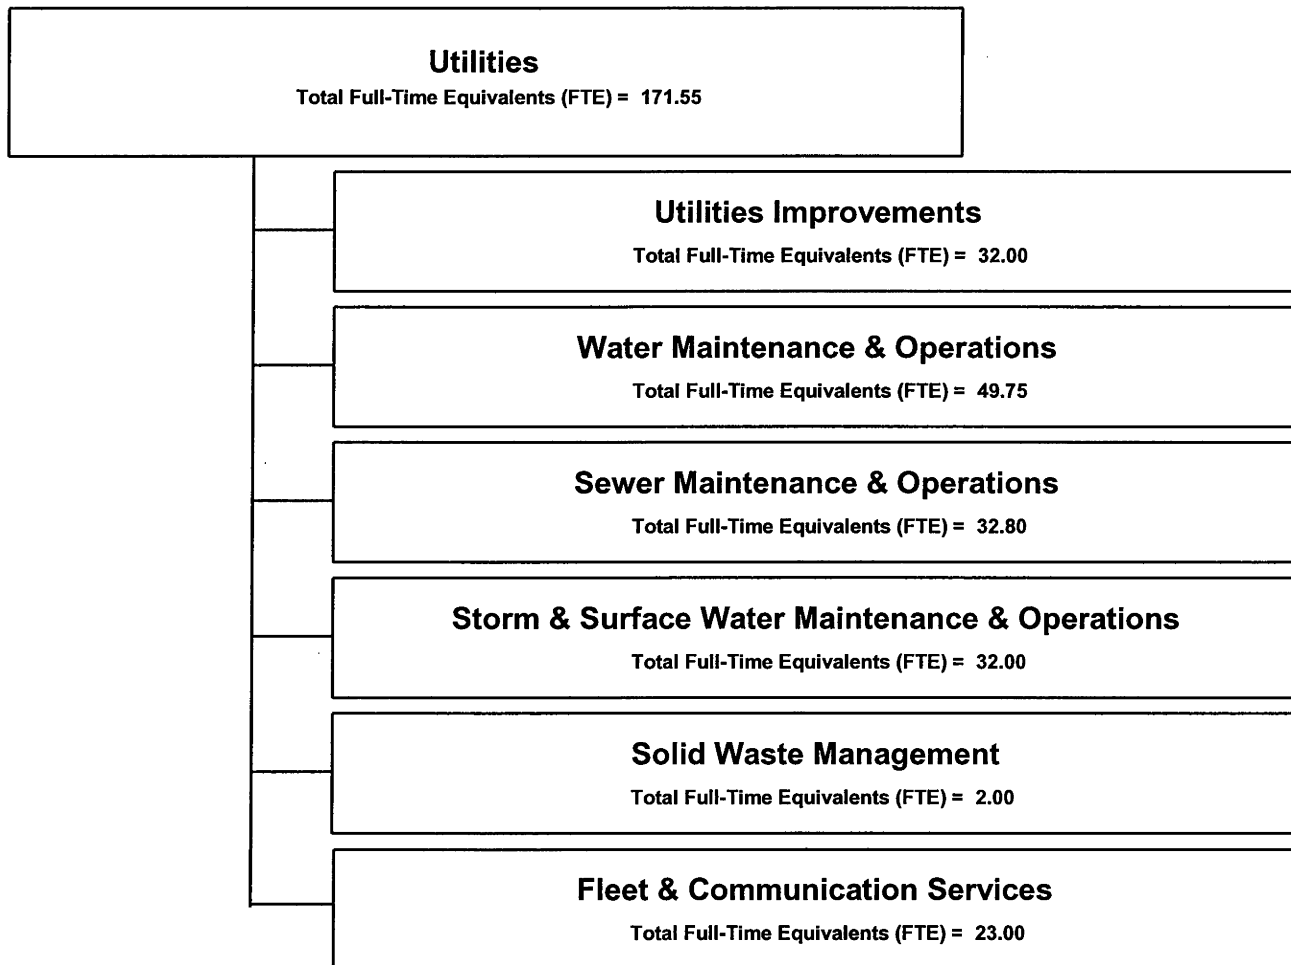 Utilities
Total Full-Time Equivalents (FTE) = 171.55
Utilities Improvements
Total Full-Time Equivalents (FTE) = 32.00
Water Maintenance & Operations
Total Full-Time Equivalents (FTE) = 49.75
Sewer Maintenance & Operations
Total Full-Time Equivalents (FTE) = 32.80
Storm & Surface Water Maintenance & Operations
Total Full-Time Equivalents (FTE) = 32.00
Solid Waste Management
Total Full-Time Equivalents (FTE) = 2.00
Fleet & Communication Services
Total Full-Time Equivalents (FTE) = 23.00